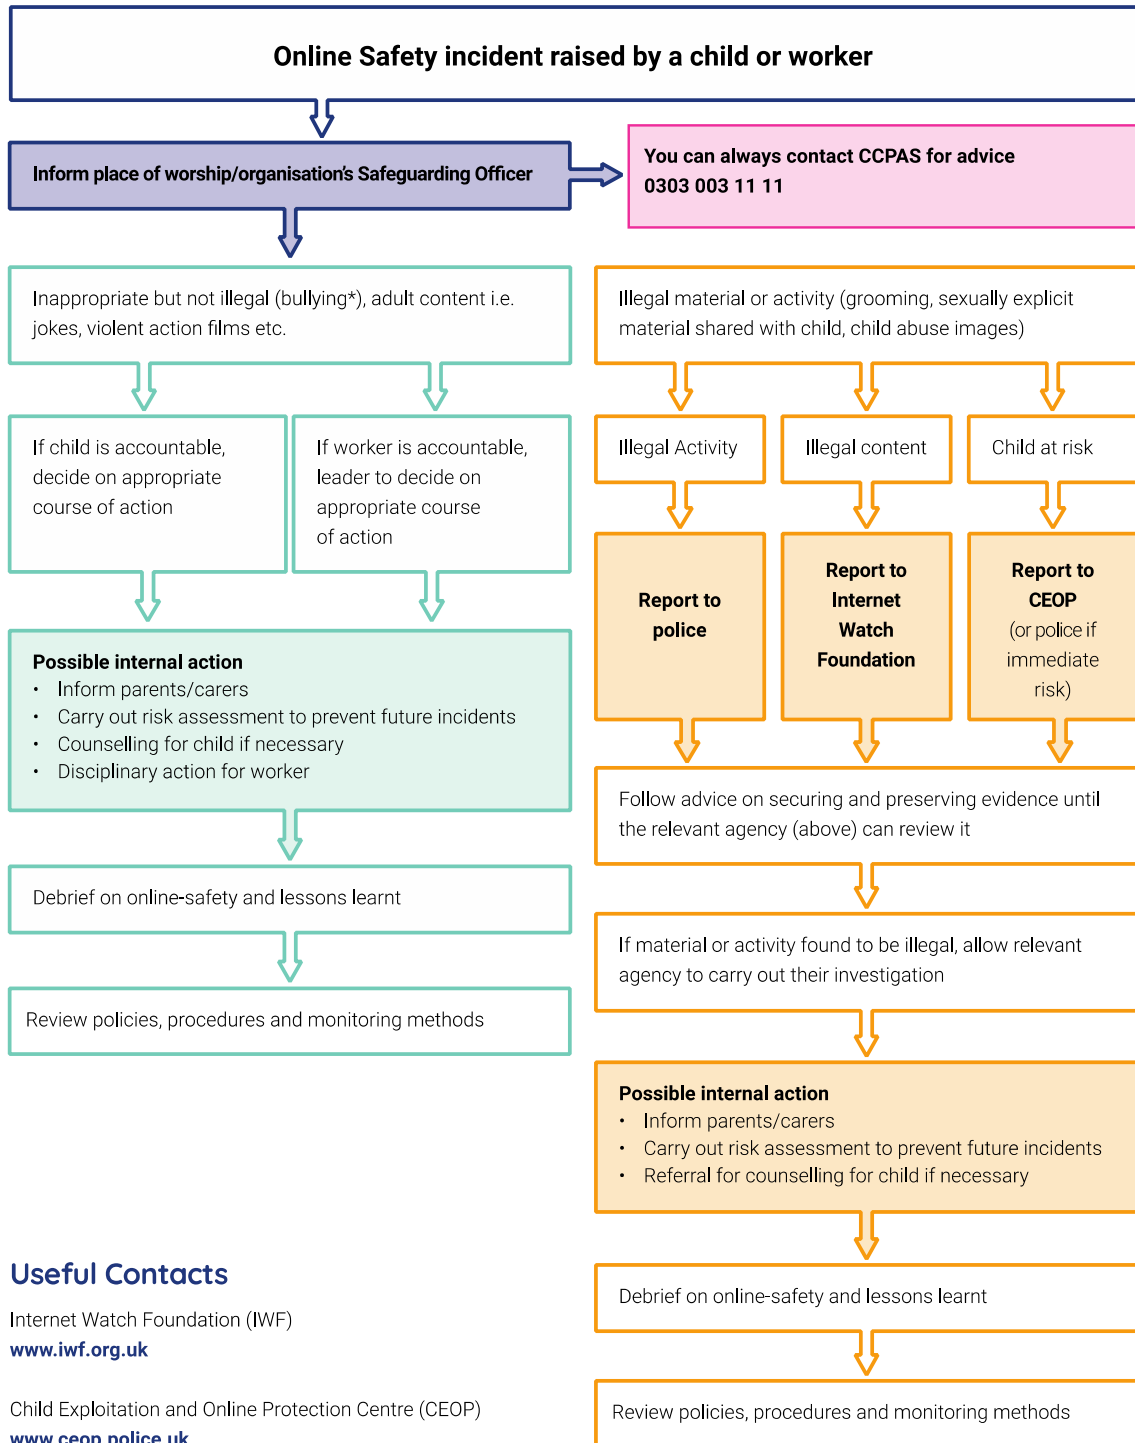 Online Safety incident raised by a child or worker
Inform place of worship/organisation's Safeguarding Officer
You can always contact CCPAS for advice
0303 003 11 11
Inappropriate but not illegal (bullying*), adult content i.e.
jokes, violent action films etc.
If child is accountable,
decide on appropriate
course of action
If worker is accountable,
leader to decide on
appropriate course
of action
Possible internal action
• Inform parents/carers
• Carry out risk assessment to prevent future incidents
• Counselling for child if necessary
• Disciplinary action for worker
Debrief on online-safety and lessons learnt
Review policies, procedures and monitoring methods
Illegal material or activity (grooming, sexually explicit
material shared with child, child abuse images)
Illegal Activity
Illegal content
Child at risk
Report to
police
Report to
Internet
Watch
Foundation
Report to
CEOP
(or police if
immediate
risk)
Follow advice on securing and preserving evidence until
the relevant agency (above) can review it
If material or activity found to be illegal, allow relevant
agency to carry out their investigation
Possible internal action
• Inform parents/carers
• Carry out risk assessment to prevent future incidents
• Referral for counselling for child if necessary
Debrief on online-safety and lessons learnt
Review policies, procedures and monitoring methods
Useful Contacts
Internet Watch Foundation (IWF)
www.iwf.org.uk
Child Exploitation and Online Protection Centre (CEOP)
www.ceop.police.uk